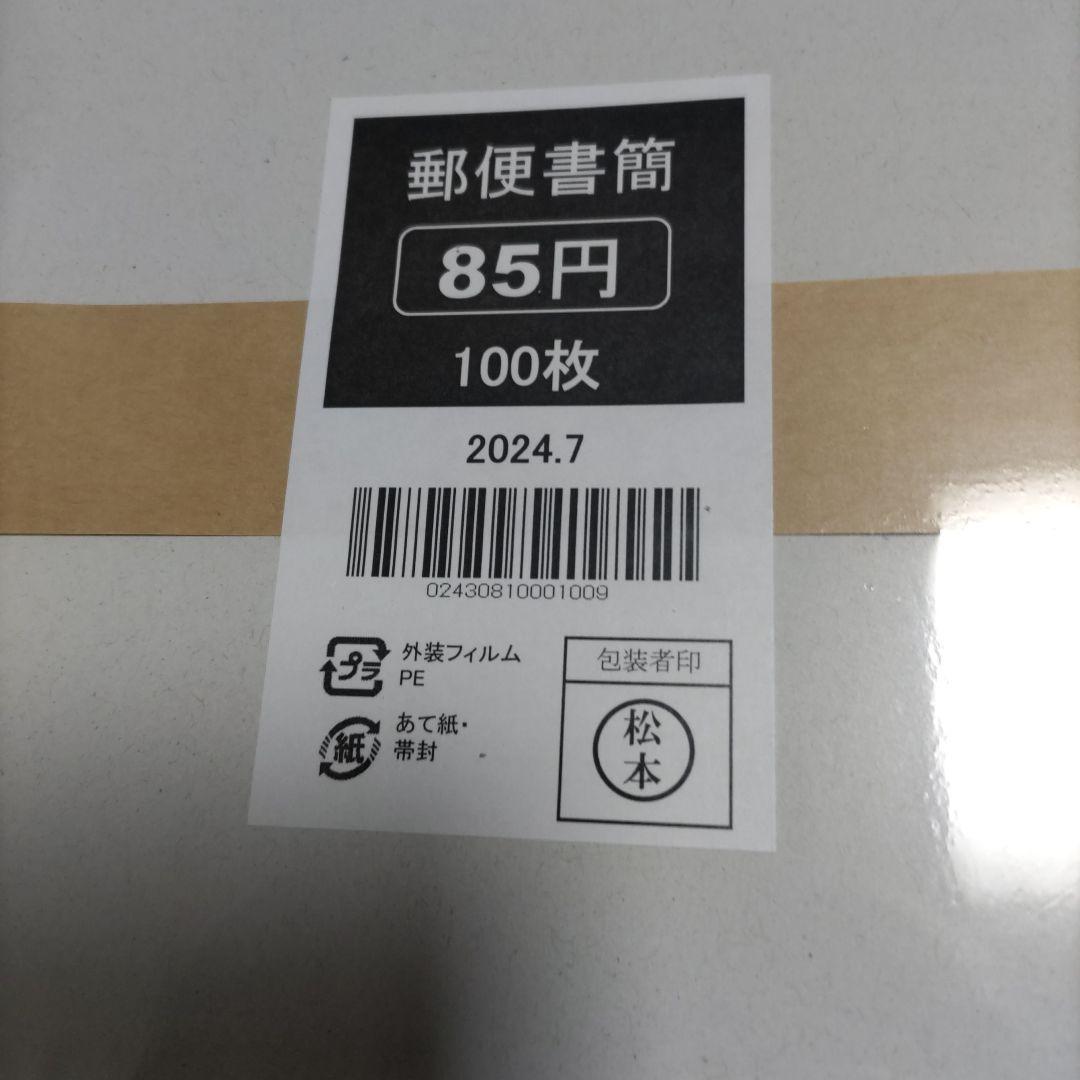 郵便書簡
85円
100枚
2024.7
02430810001009
プラ
外装フィルム
PE
紙
あて紙・
帯封
包装者印
松
本